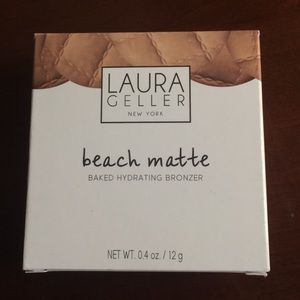 LAURA
GELLER
NEW YORK
beach matte
BAKED HYDRATING BRONZER
NET WT. 0.4 oz. / 12 g